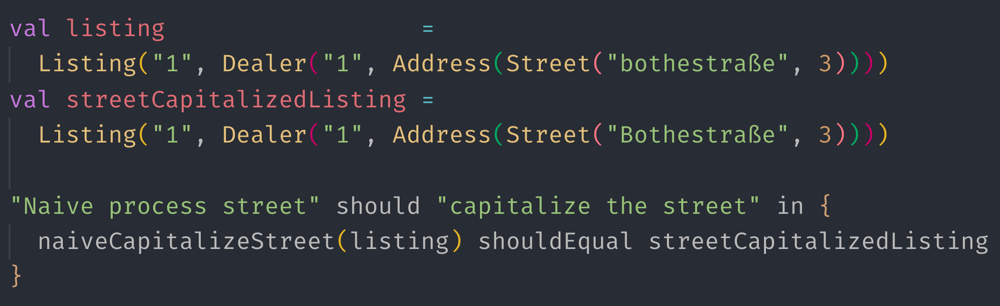 val listing                   =
  Listing("1", Dealer("1", Address(Street("bothestraße", 3))))
val streetCapitalizedListing =
  Listing("1", Dealer("1", Address(Street("Bothestraße", 3))))

"Naive process street" should "capitalize the street" in {
  naiveCapitalizeStreet(listing) shouldEqual streetCapitalizedListing
}